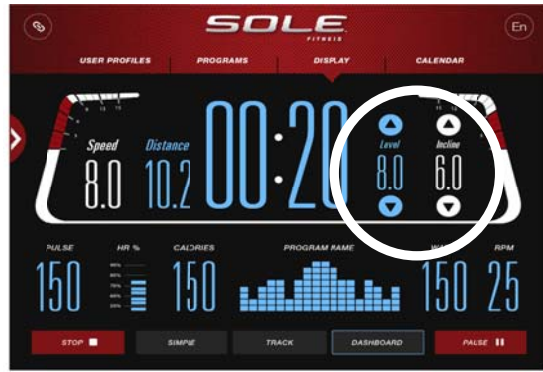 SOLE
FITNESS
En
USER PROFILES PROGRAMS DISPLAY CALENDAR
Speed Distance 00:20 Level Incline
8.0 10.2 8.0 6.0
PULSE HR % CALORIES PROGRAM NAME RPM
150 150 150 25
STOP SIMPLE TRACK DASHBOARD PAUSE